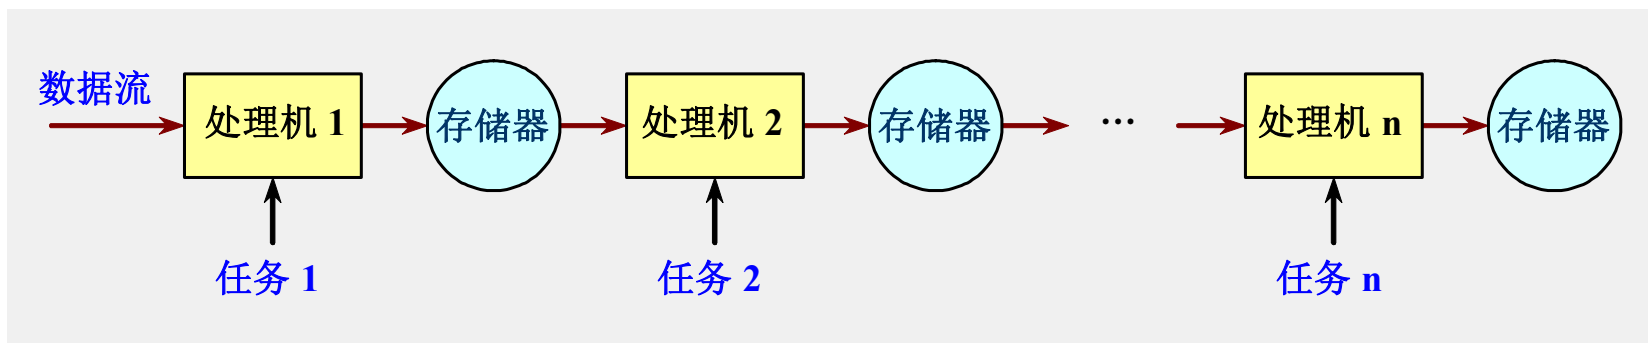 数据流
处理机 1
存储器
处理机 2
存储器
…
处理机 n
存储器
任务 1
任务 2
任务 n